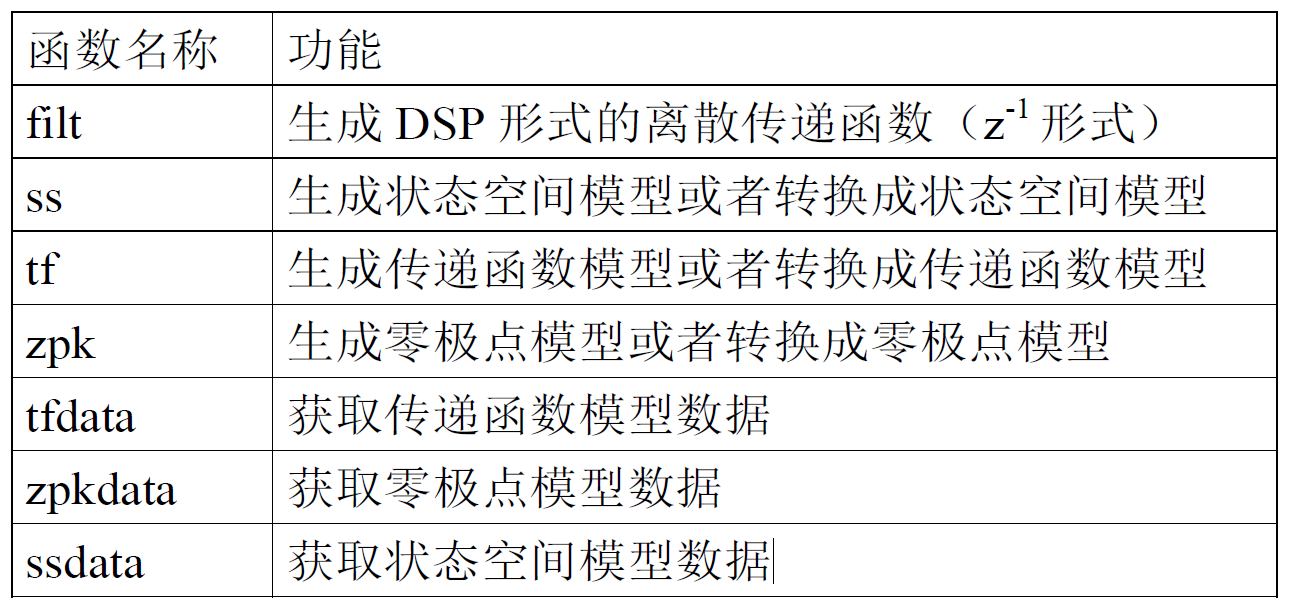 函数名称 功能
filt 生成 DSP 形式的离散传递函数（z-1 形式）
ss 生成状态空间模型或者转换成状态空间模型
tf 生成传递函数模型或者转换成传递函数模型
zpk 生成零极点模型或者转换成零极点模型
tfdata 获取传递函数模型数据
zpkdata 获取零极点模型数据
ssdata 获取状态空间模型数据